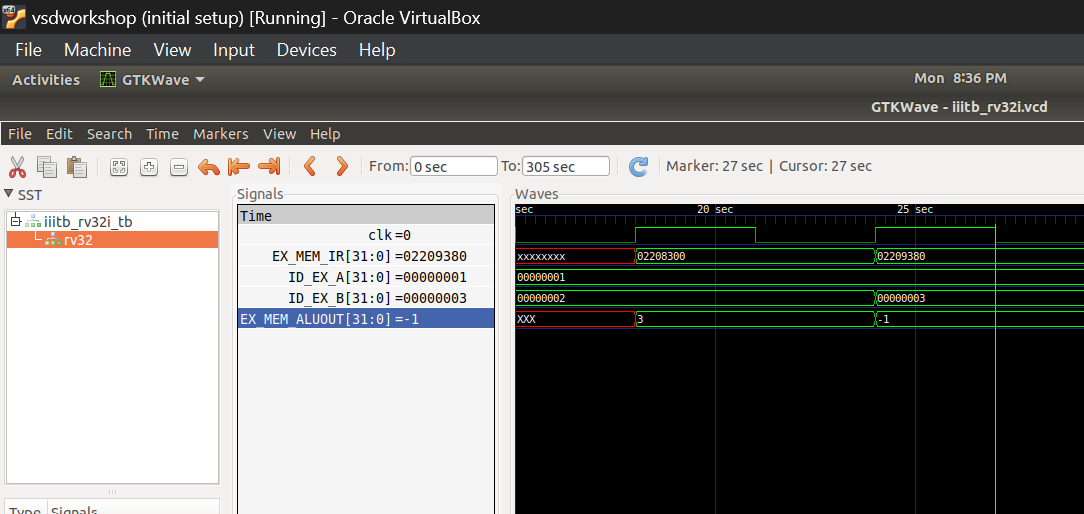 vsdworkshop (initial setup) [Running] - Oracle VirtualBox
File Machine View Input Devices Help
Activities GTKWave Mon 8:36 PM
GTKWave - iiitb_rv32i.vcd
File Edit Search Time Markers View Help
From: 0 sec To: 305 sec Marker: 27 sec | Cursor: 27 sec
SST
iiitb_rv32i_tb
rv32
Type Signals
Signals
Time
clk =0
EX_MEM_IR[31:0] =02209380
ID_EX_A[31:0] =00000001
ID_EX_B[31:0] =00000003
EX_MEM_ALUOUT[31:0] =-1
Waves
sec 20 sec 25 sec
xxxxxxxx 02208300 02209380
00000001
00000002 00000003
XXX 3 -1